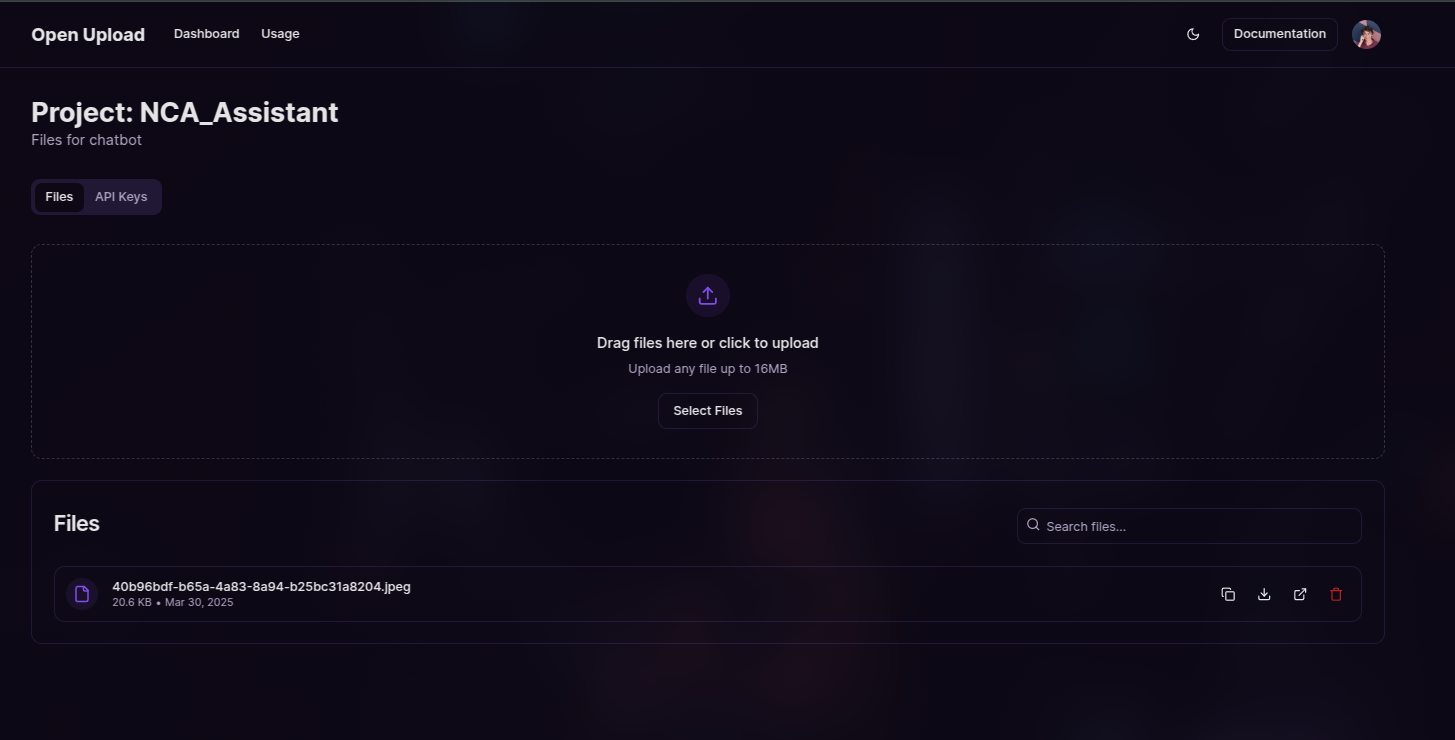 Open Upload Dashboard Usage Documentation
Project: NCA_Assistant
Files for chatbot
Files API Keys
Drag files here or click to upload
Upload any file up to 16MB
Select Files
Files
Search files...
40b96bdf-b65a-4a83-8a94-b25bc31a8204.jpeg
20.6 KB • Mar 30, 2025